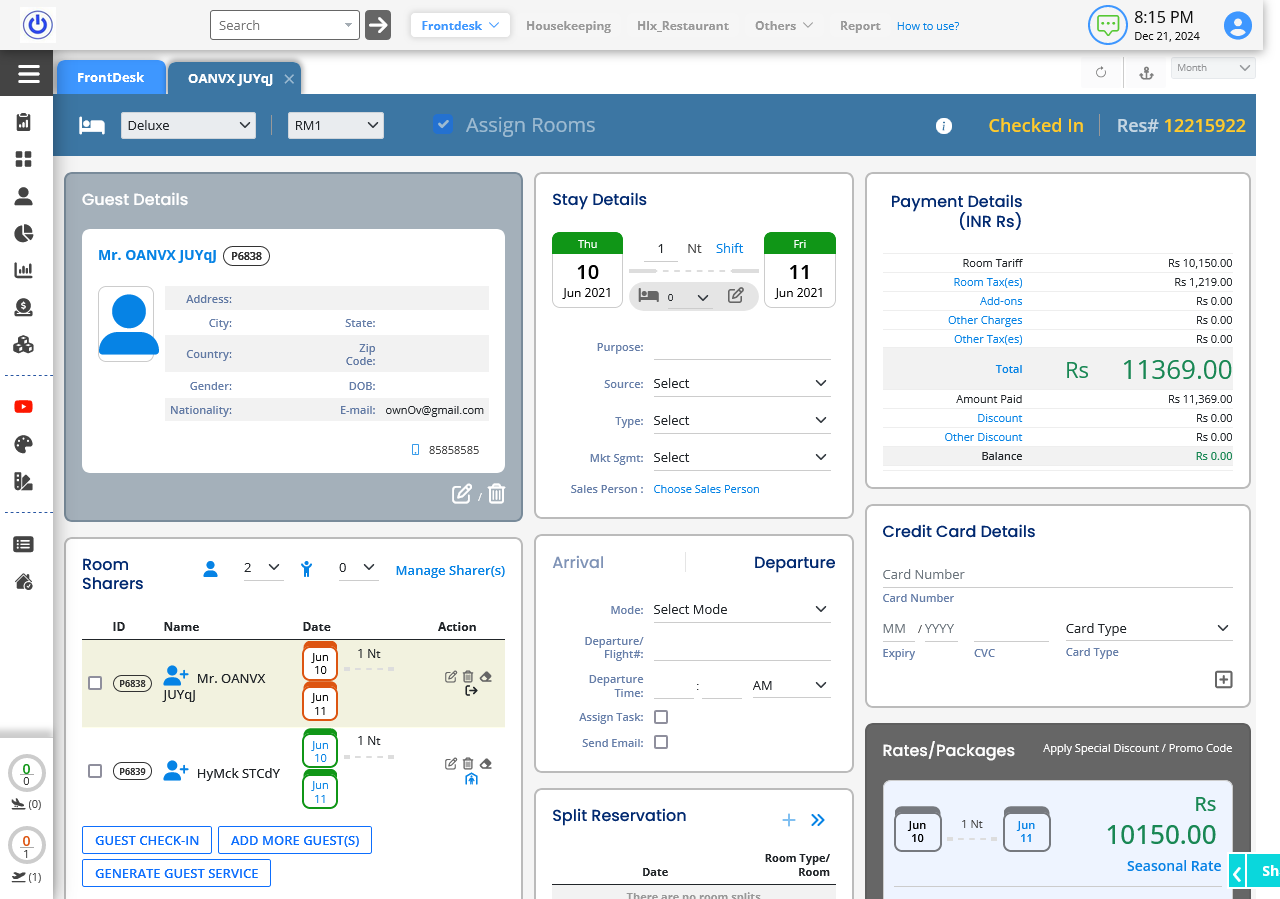 Search
Frontdesk
Housekeeping
Hlx_Restaurant
Others
Report
How to use?
8:15 PM
Dec 21, 2024
FrontDesk
OANVX JUYqJ
Month
Deluxe
RM1
Assign Rooms
Checked In
Res# 12215922
Guest Details
Mr. OANVX JUYqJ P6838
Address:
City: State:
Country: Zip
Code:
Gender: DOB:
Nationality: E-mail: ownOv@gmail.com
85858585
/
Stay Details
Thu
10
Jun 2021
1 Nt Shift
0
Fri
11
Jun 2021
Purpose:
Source: Select
Type: Select
Mkt Sgmt: Select
Sales Person : Choose Sales Person
Payment Details
(INR Rs)
Room Tariff Rs 10,150.00
Room Tax(es) Rs 1,219.00
Add-ons Rs 0.00
Other Charges Rs 0.00
Other Tax(es) Rs 0.00
Total Rs 11369.00
Amount Paid Rs 11,369.00
Discount Rs 0.00
Other Discount Rs 0.00
Balance Rs 0.00
Room
Sharers
2
0
Manage Sharer(s)
ID Name Date Action
P6838 Mr. OANVX
JUYqJ
Jun
10
1 Nt
Jun
11
P6839 HyMck STCdY
Jun
10
1 Nt
Jun
11
GUEST CHECK-IN
ADD MORE GUEST(S)
GENERATE GUEST SERVICE
Arrival
Departure
Mode: Select Mode
Departure/
Flight#:
Departure
Time: : AM
Assign Task:
Send Email:
Split Reservation
Date
Room Type/
Room
There are no room splits
Credit Card Details
Card Number
Card Number
MM / YYYY
Card Type
Expiry
CVC
Card Type
Rates/Packages
Apply Special Discount / Promo Code
Jun
10
1 Nt
Jun
11
Rs
10150.00
Seasonal Rate
Sh
0
0
(0)
0
1
(1)